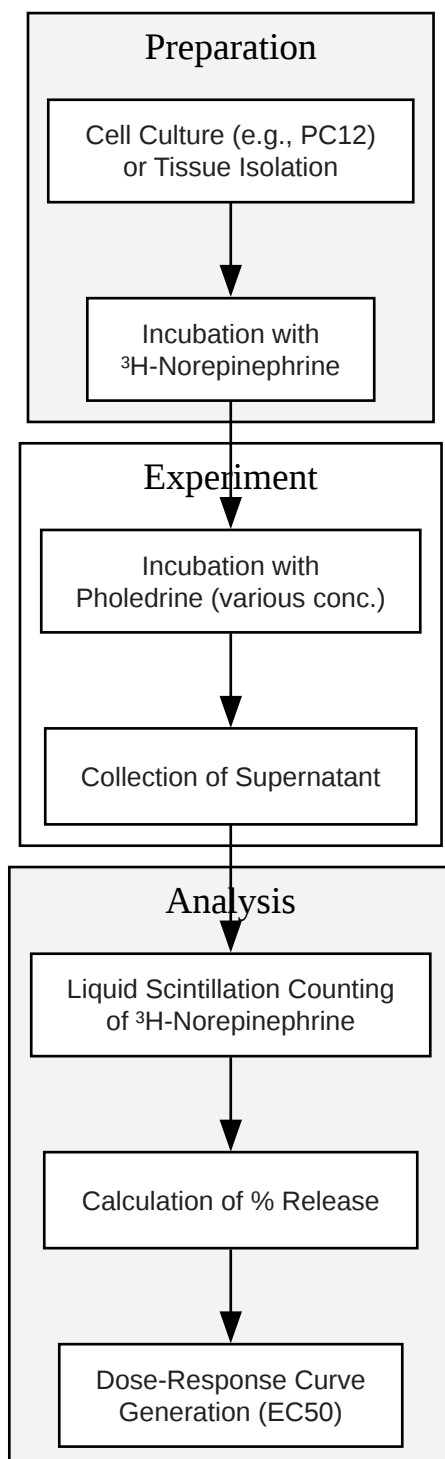 Preparation
Cell Culture (e.g., PC12)
or Tissue Isolation
Incubation with
³H-Norepinephrine
Experiment
Incubation with
Pholedrine (various conc.)
Collection of Supernatant
Analysis
Liquid Scintillation Counting
of ³H-Norepinephrine
Calculation of % Release
Dose-Response Curve
Generation (EC50)